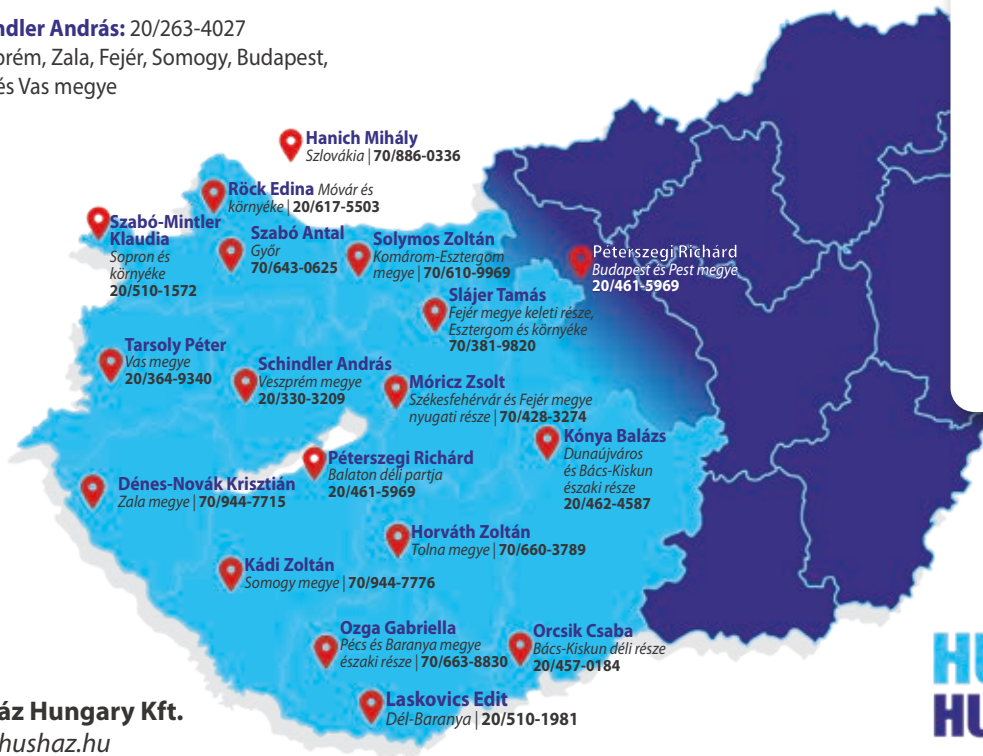 ndler András: 20/263-4027
prém, Zala, Fejér, Somogy, Budapest,
és Vas megye
Hanich Mihály
Szlovákia | 70/886-0336
Röck Edina Móvár és
környéke | 20/617-5503
Szabó-Mintler
Klaudia
Sopron és
környéke
20/510-1572
Szabó Antal
Győr
70/643-0625
Solymos Zoltán
Komárom-Esztergom
megye | 70/610-9969
Péterszegi Richárd
Budapest és Pest megye
20/461-5969
Slájer Tamás
Fejér megye keleti része,
Esztergom és környéke
70/381-9820
Tarsoly Péter
Vas megye
20/364-9340
Schindler András
Veszprém megye
20/330-3209
Móricz Zsolt
Székesfehérvár és Fejér megye
nyugati része | 70/428-3274
Kónya Balázs
Dunaújváros
és Bács-Kiskun
északi része
20/462-4587
Péterszegi Richárd
Balaton déli partja
20/461-5969
Dénes-Novák Krisztián
Zala megye | 70/944-7715
Horváth Zoltán
Tolna megye | 70/660-3789
Kádi Zoltán
Somogy megye | 70/944-7776
Ozga Gabriella
Pécs és Baranya megye
északi része | 70/663-8830
Orcsik Csaba
Bács-Kiskun déli része
20/457-0184
Laskovics Edit
Dél-Baranya | 20/510-1981
áz Hungary Kft.
hushaz.hu
HU
HU